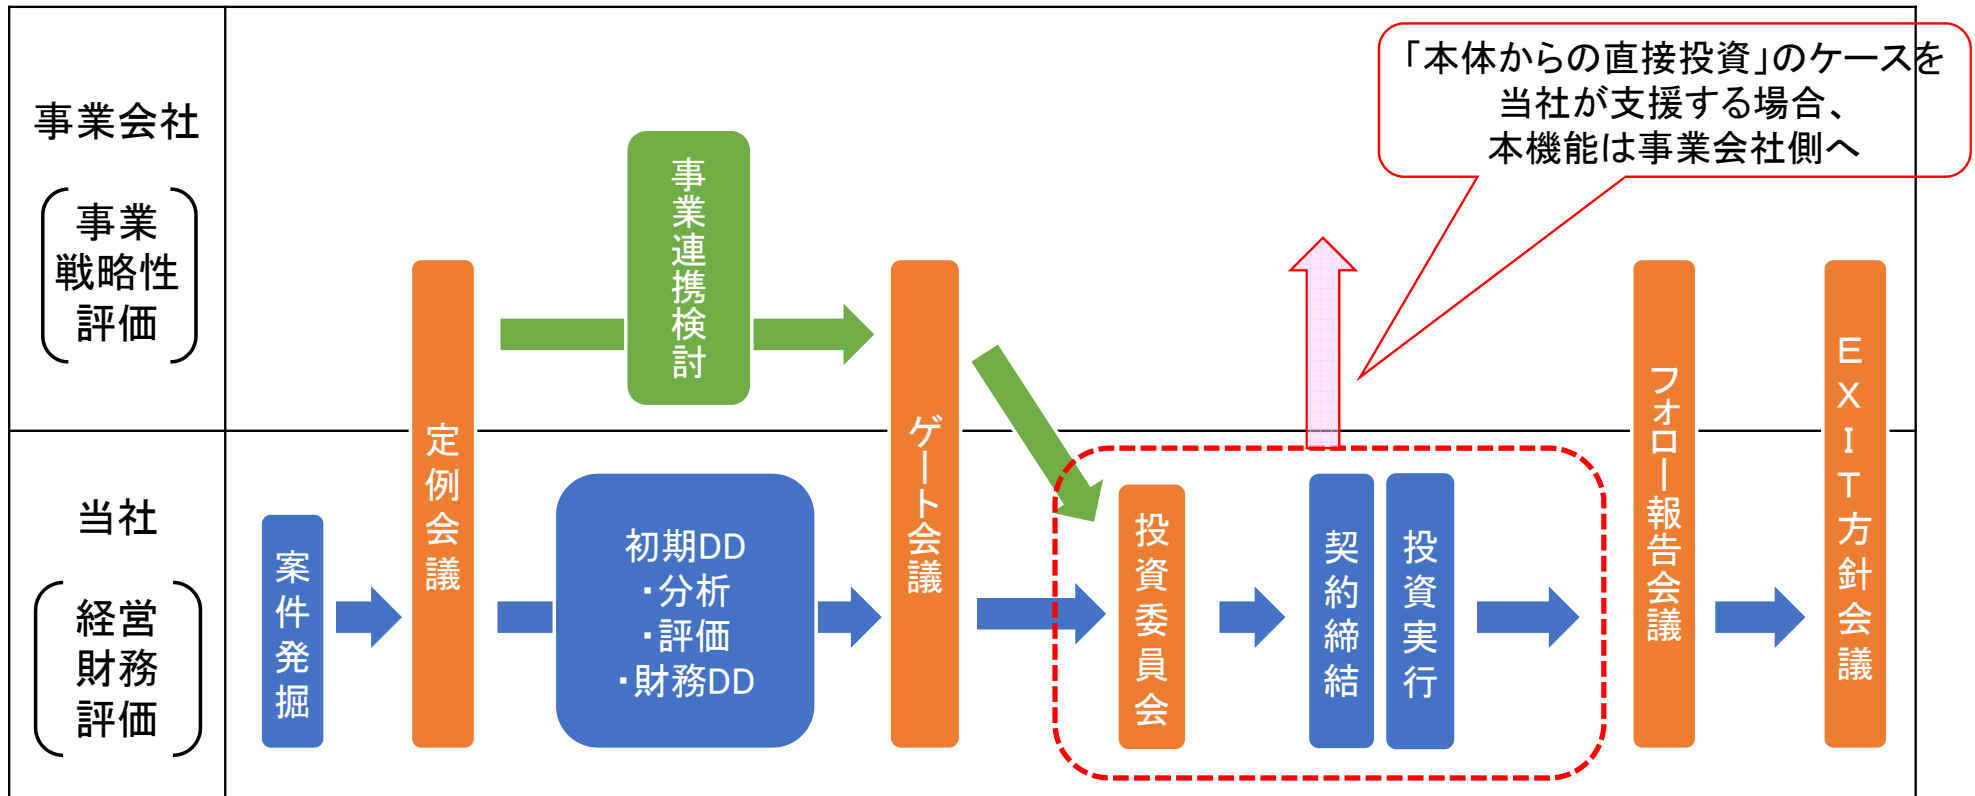 事業会社
事業
戦略性
評価
「本体からの直接投資」のケースを
当社が支援する場合、
本機能は事業会社側へ
事業連携検討
当社
経営
財務
評価
案件発掘
定例会議
初期DD
・分析
・評価
・財務DD
ゲート会議
投資委員会
契約締結
投資実行
フォロー報告会議
EXIT方針会議